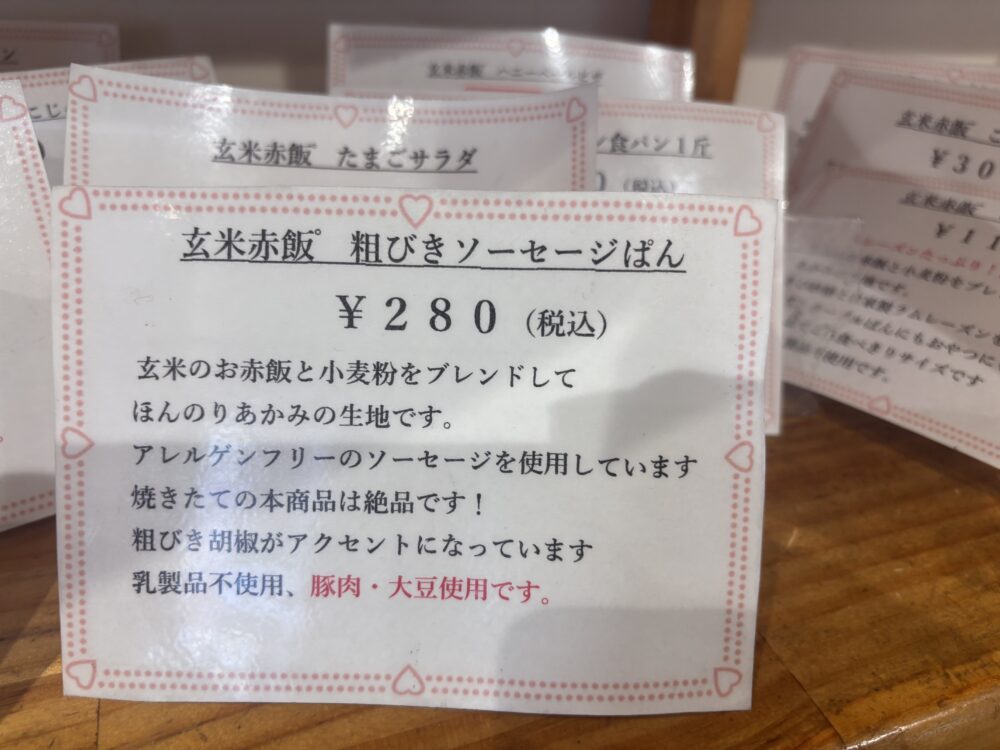 玄米赤飯 たまごサラダ
食パン1斤
(税込)
玄米赤飯
¥30
玄米赤飯
¥11
玄米赤飯゜ 粗びきソーセージぱん
¥280 (税込)
玄米のお赤飯と小麦粉をブレンドして
ほんのりあかみの生地です。
アレルゲンフリーのソーセージを使用しています
焼きたての本商品は絶品です!
粗びき胡椒がアクセントになっています
乳製品不使用、豚肉・大豆使用です。